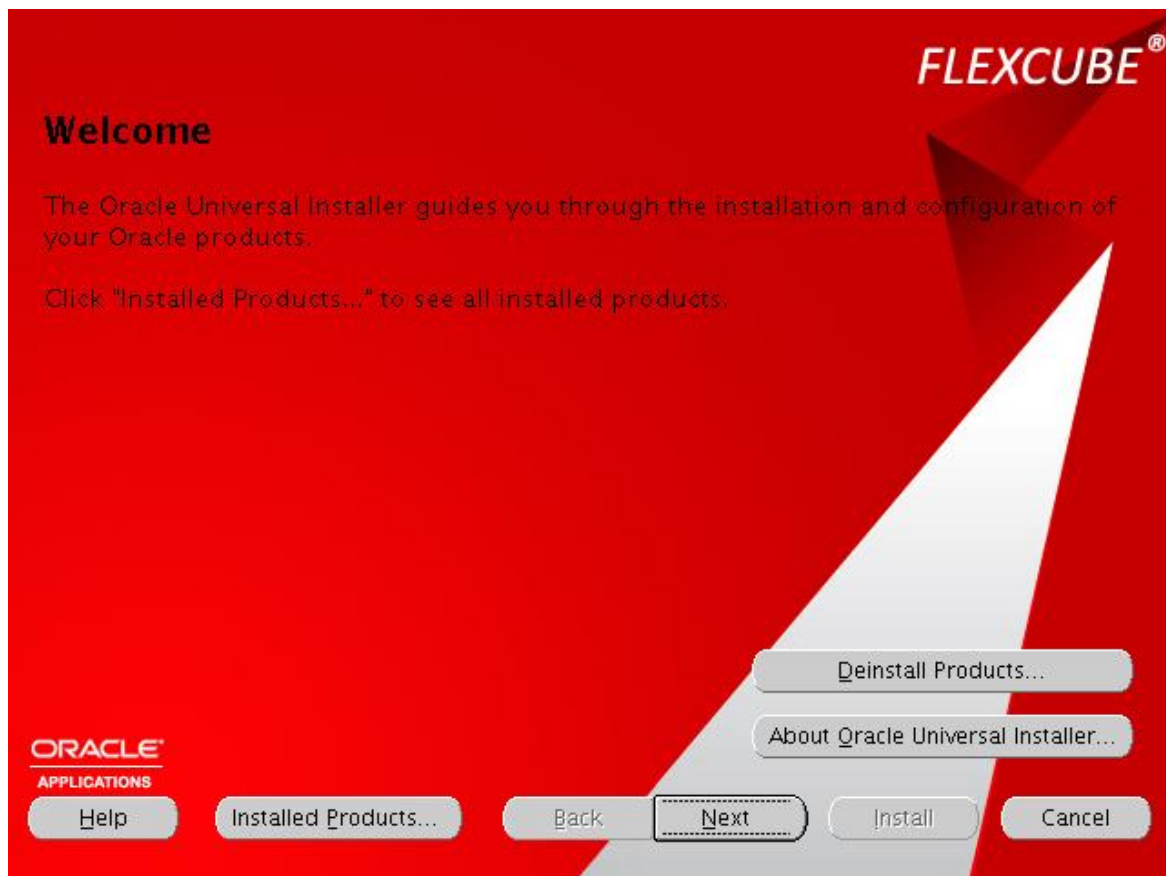 FLEXCUBE®
Welcome
The Oracle Universal Installer guides you through the installation and configuration of
your Oracle products.
Click "Installed Products..." to see all installed products.
Deinstall Products...
About Oracle Universal Installer...
ORACLE®
APPLICATIONS
Help Installed Products... Back Next Install Cancel